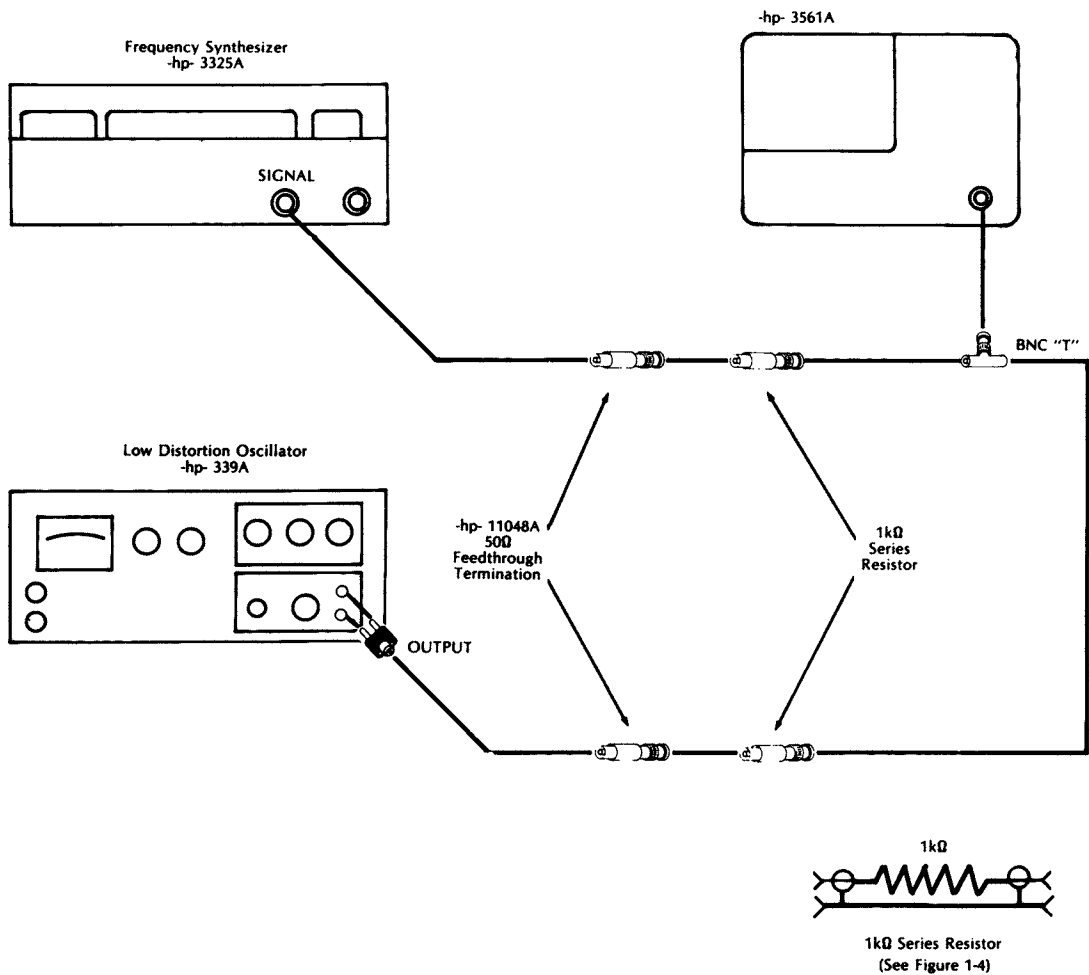 Frequency Synthesizer
-hp- 3325A
-hp- 3561A
SIGNAL
BNC "T"
Low Distortion Oscillator
-hp- 339A
-hp- 11048A
50Ω
Feedthrough
Termination
1kΩ
Series
Resistor
OUTPUT
1kΩ
1kΩ Series Resistor
(See Figure 1-4)